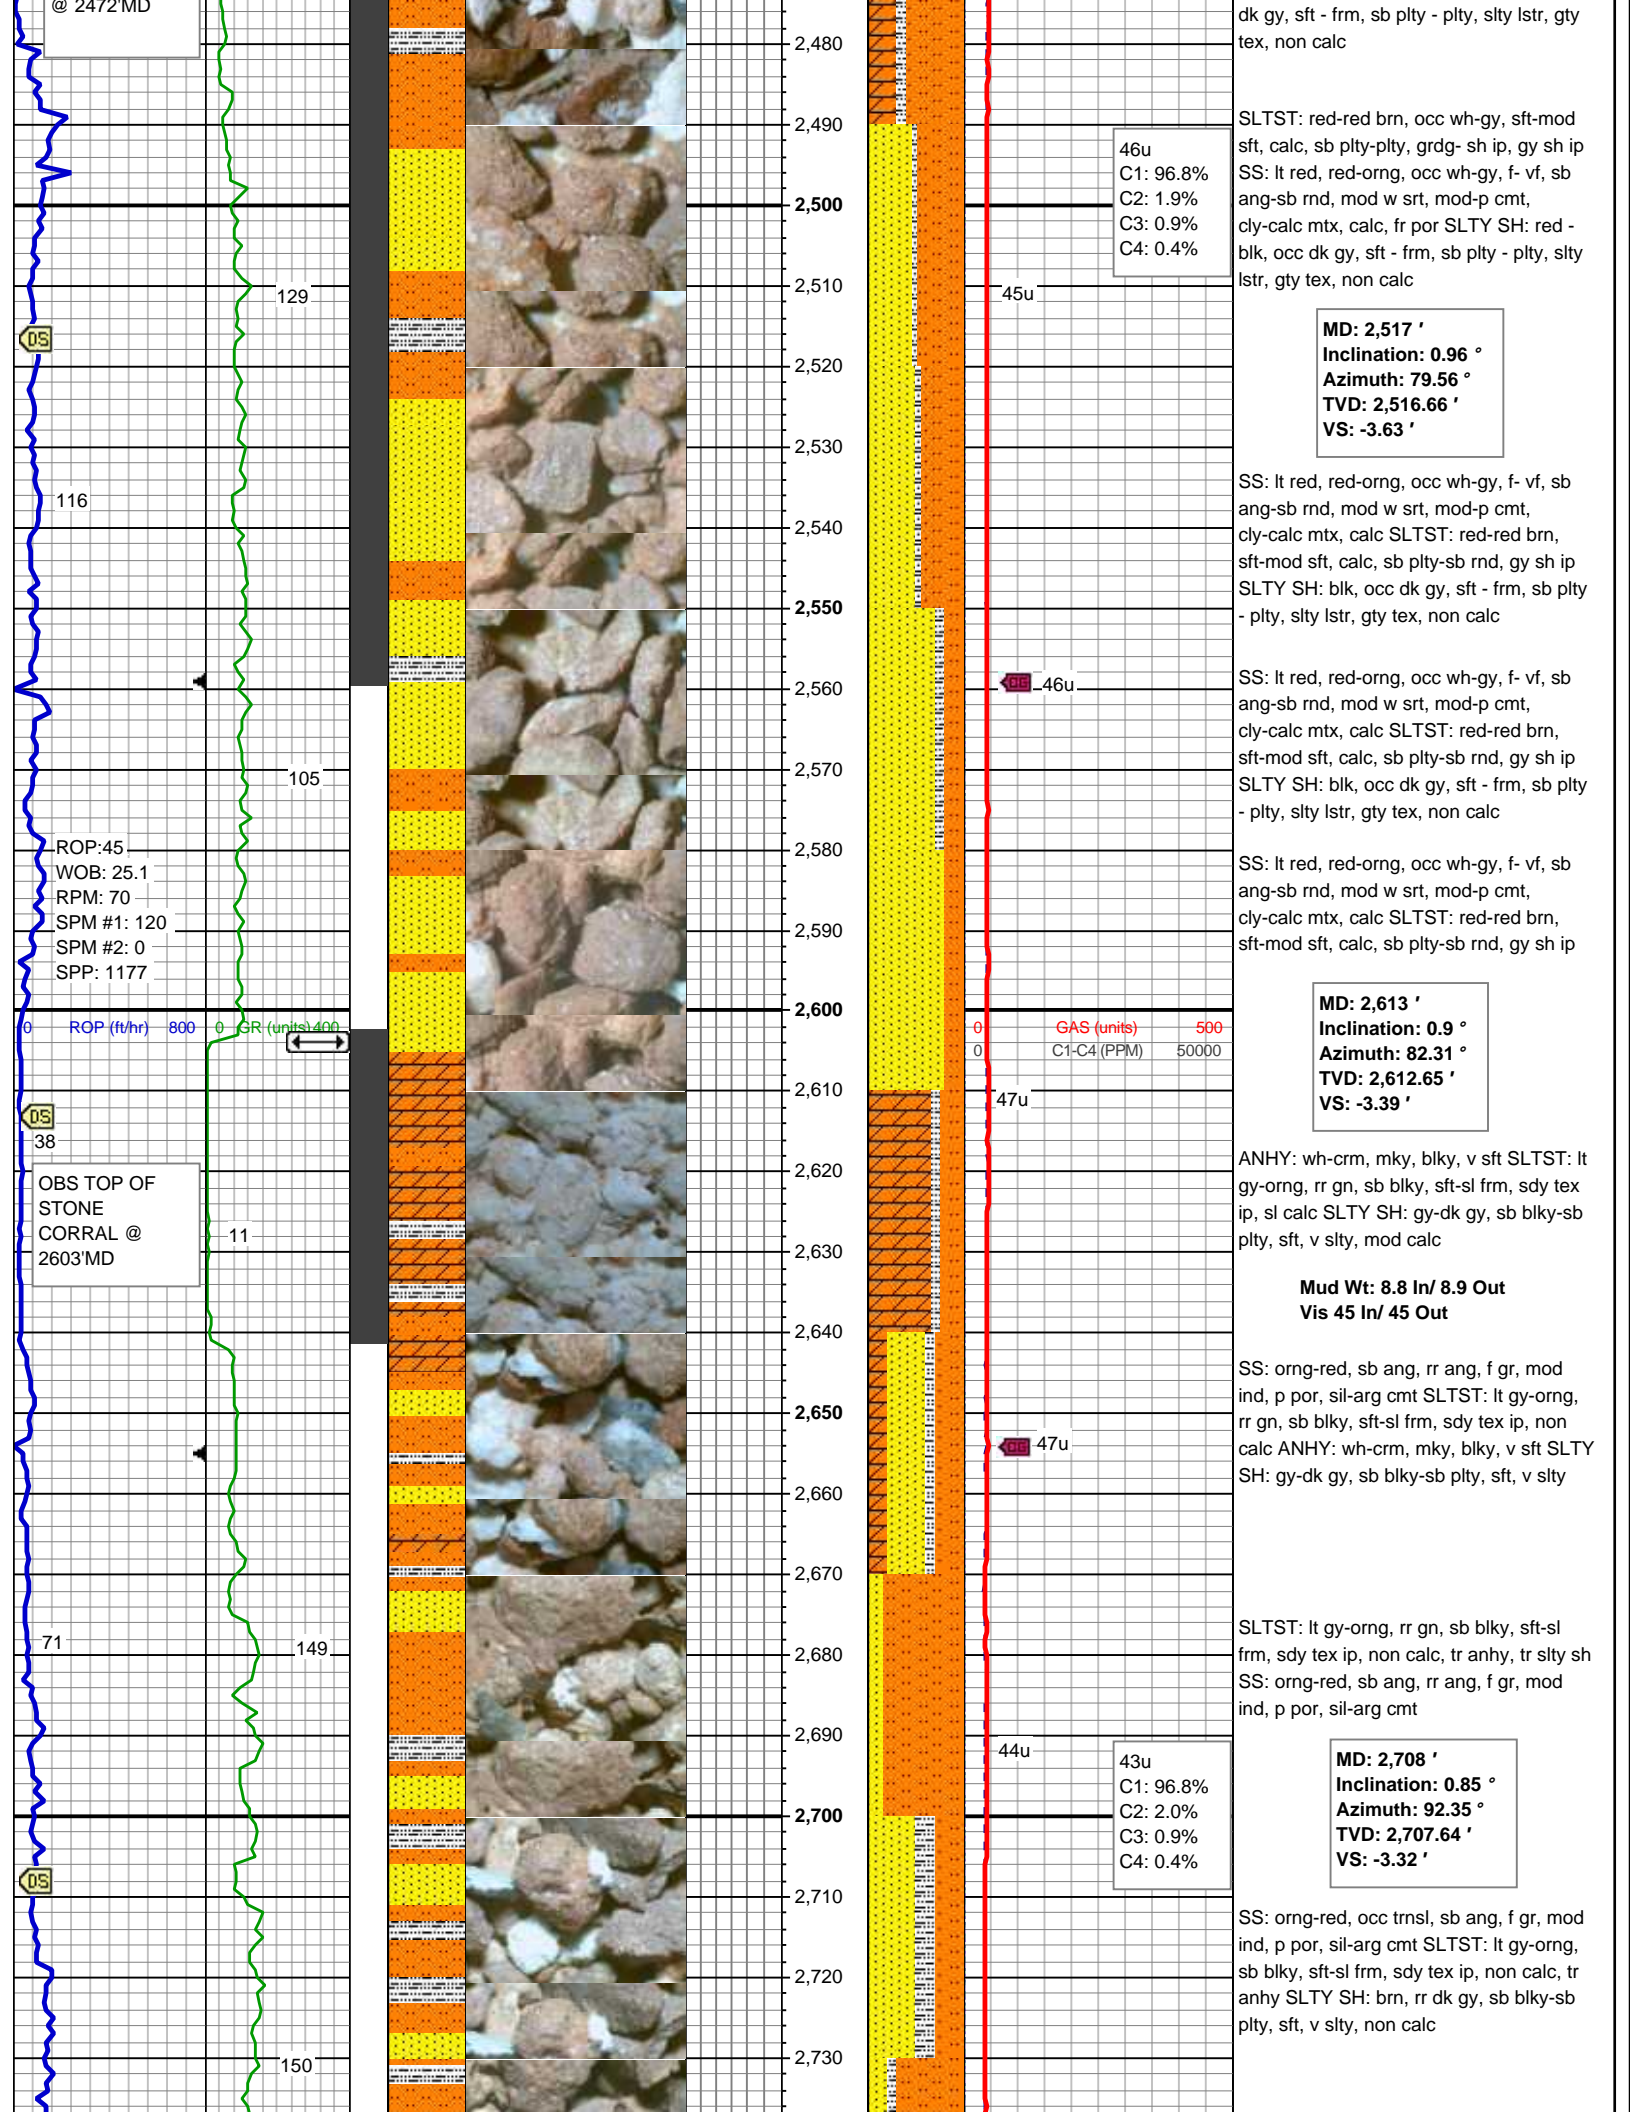 @ 2472'MD
129
DS
116
105
ROP:45
WOB: 25.1
RPM: 70
SPM #1: 120
SPM #2: 0
SPP: 1177
0 ROP (ft/hr) 800
0 GR (units) 400
DS
38
OBS TOP OF
STONE
CORRAL @
2603'MD
11
71
149
DS
150
2,480
2,490
2,500
2,510
2,520
2,530
2,540
2,550
2,560
2,570
2,580
2,590
2,600
2,610
2,620
2,630
2,640
2,650
2,660
2,670
2,680
2,690
2,700
2,710
2,720
2,730
46u
C1: 96.8%
C2: 1.9%
C3: 0.9%
C4: 0.4%
45u
46u
0 GAS (units) 500
0 C1-C4 (PPM) 50000
47u
47u
44u
43u
C1: 96.8%
C2: 2.0%
C3: 0.9%
C4: 0.4%
dk gy, sft - frm, sb plty - plty, slty lstr, gty
tex, non calc
SLTST: red-red brn, occ wh-gy, sft-mod
sft, calc, sb plty-plty, grdg- sh ip, gy sh ip
SS: lt red, red-orng, occ wh-gy, f- vf, sb
ang-sb rnd, mod w srt, mod-p cmt,
cly-calc mtx, calc, fr por SLTY SH: red -
blk, occ dk gy, sft - frm, sb plty - plty, slty
lstr, gty tex, non calc
MD: 2,517 '
Inclination: 0.96 °
Azimuth: 79.56 °
TVD: 2,516.66 '
VS: -3.63 '
SS: lt red, red-orng, occ wh-gy, f- vf, sb
ang-sb rnd, mod w srt, mod-p cmt,
cly-calc mtx, calc SLTST: red-red brn,
sft-mod sft, calc, sb plty-sb rnd, gy sh ip
SLTY SH: blk, occ dk gy, sft - frm, sb plty
- plty, slty lstr, gty tex, non calc
SS: lt red, red-orng, occ wh-gy, f- vf, sb
ang-sb rnd, mod w srt, mod-p cmt,
cly-calc mtx, calc SLTST: red-red brn,
sft-mod sft, calc, sb plty-sb rnd, gy sh ip
SLTY SH: blk, occ dk gy, sft - frm, sb plty
- plty, slty lstr, gty tex, non calc
SS: lt red, red-orng, occ wh-gy, f- vf, sb
ang-sb rnd, mod w srt, mod-p cmt,
cly-calc mtx, calc SLTST: red-red brn,
sft-mod sft, calc, sb plty-sb rnd, gy sh ip
MD: 2,613 '
Inclination: 0.9 °
Azimuth: 82.31 °
TVD: 2,612.65 '
VS: -3.39 '
ANHY: wh-crm, mky, blky, v sft SLTST: lt
gy-orng, rr gn, sb blky, sft-sl frm, sdy tex
ip, sl calc SLTY SH: gy-dk gy, sb blky-sb
plty, sft, v slty, mod calc
Mud Wt: 8.8 In/ 8.9 Out
Vis 45 In/ 45 Out
SS: orng-red, sb ang, rr ang, f gr, mod
ind, p por, sil-arg cmt SLTST: lt gy-orng,
rr gn, sb blky, sft-sl frm, sdy tex ip, non
calc ANHY: wh-crm, mky, blky, v sft SLTY
SH: gy-dk gy, sb blky-sb plty, sft, v slty
SLTST: lt gy-orng, rr gn, sb blky, sft-sl
frm, sdy tex ip, non calc, tr anhy, tr slty sh
SS: orng-red, sb ang, rr ang, f gr, mod
ind, p por, sil-arg cmt
MD: 2,708 '
Inclination: 0.85 °
Azimuth: 92.35 °
TVD: 2,707.64 '
VS: -3.32 '
SS: orng-red, occ trnsl, sb ang, f gr, mod
ind, p por, sil-arg cmt SLTST: lt gy-orng,
sb blky, sft-sl frm, sdy tex ip, non calc, tr
anhy SLTY SH: brn, rr dk gy, sb blky-sb
plty, sft, v slty, non calc